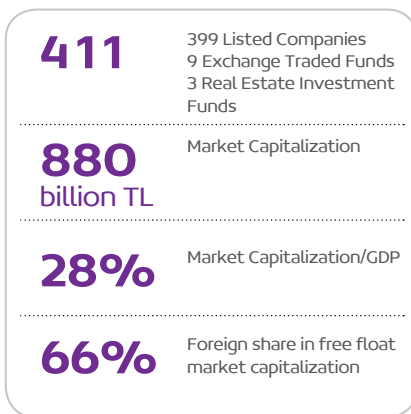 411
399 Listed Companies
9 Exchange Traded Funds
3 Real Estate Investment
Funds
880
billion TL
Market Capitalization
28%
Market Capitalization/GDP
66%
Foreign share in free float
market capitalization